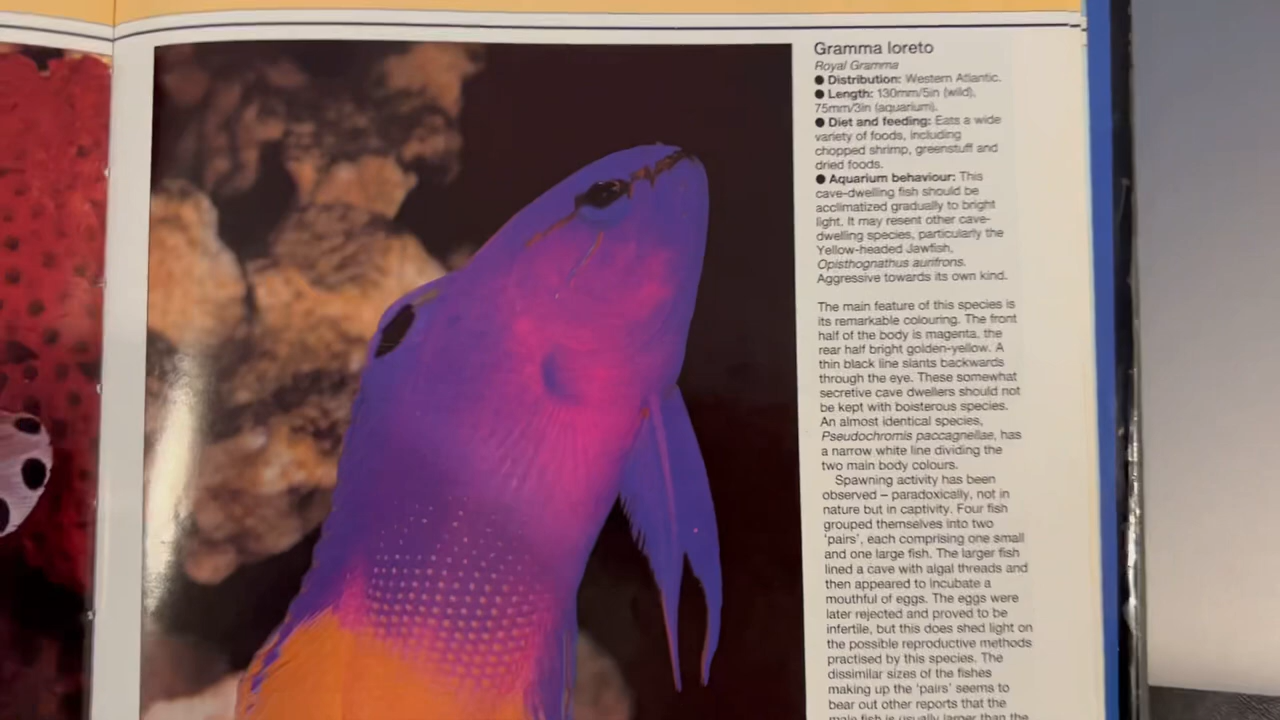 Gramma loreto
Royal Gramma
● Distribution: Western Atlantic.
● Length: 130mm/5in (wild),
75mm/3in (aquarium).
● Diet and feeding: Eats a wide
variety of foods, including
chopped shrimp, greenstuff and
dried foods.
● Aquarium behaviour: This
cave-dwelling fish should be
acclimatized gradually to bright
light. It may resent other cave-
dwelling species, particularly the
Yellow-headed Jawfish,
Opisthognathus aurifrons.
Aggressive towards its own kind.
The main feature of this species is
its remarkable colouring. The front
half of the body is magenta, the
rear half bright golden-yellow. A
thin black line slants backwards
through the eye. These somewhat
secretive cave dwellers should not
be kept with boisterous species.
An almost identical species,
Pseudochromis paccagnellae, has
a narrow white line dividing the
two main body colours.
Spawning activity has been
observed – paradoxically, not in
nature but in captivity. Four fish
grouped themselves into two
'pairs', each comprising one small
and one large fish. The larger fish
lined a cave with algal threads and
then appeared to incubate a
mouthful of eggs. The eggs were
later rejected and proved to be
infertile, but this does shed light on
the possible reproductive methods
practised by this species. The
dissimilar sizes of the fishes
making up the 'pairs' seems to
bear out other reports that the
male fish is usually larger than the